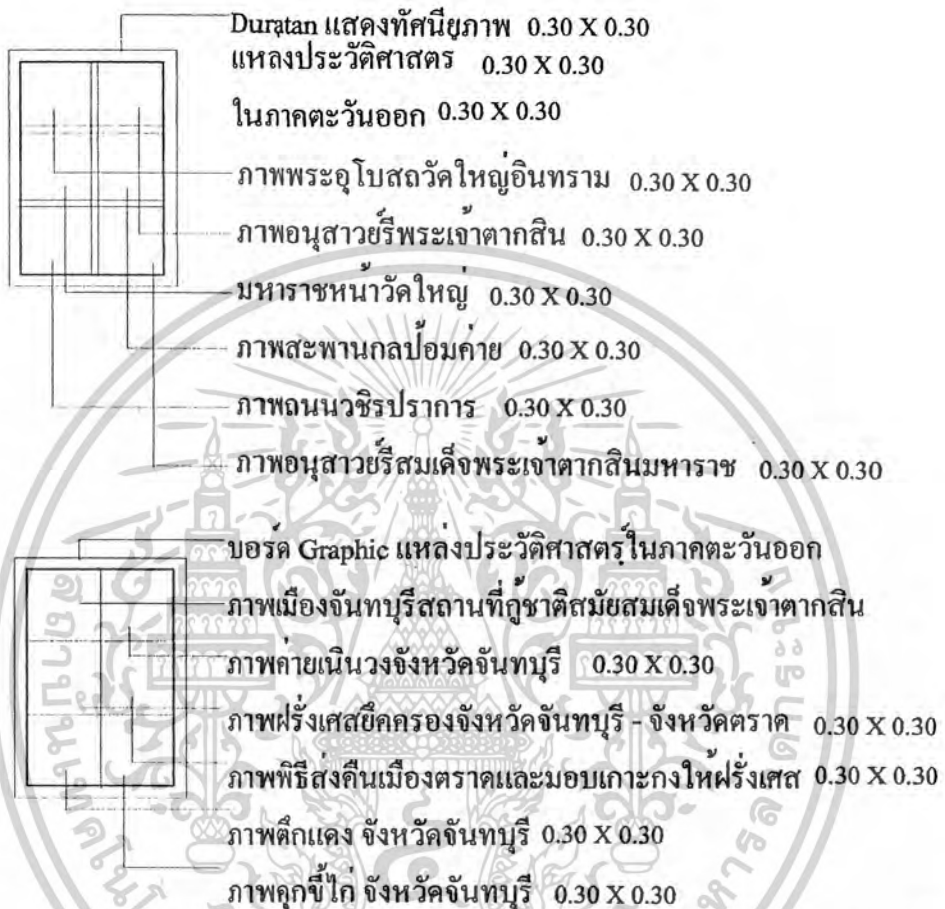 Duratan แสดงทัศนียภาพ 0.30 X 0.30
แหลงประวัติศาสตร 0.30 X 0.30
ในภาคตะวันออก 0.30 X 0.30
ภาพพระอุโบสถวัดใหญ่อินทราม 0.30 X 0.30
ภาพอนุสาวยรีพระเจ้าตากสิน 0.30 X 0.30
มหาราชหน้าวัดใหญ่ 0.30 X 0.30
ภาพสะพานกลป้อมค่าย 0.30 X 0.30
ภาพถนนวชิรปราการ 0.30 X 0.30
ภาพอนุสาวยรีสมเด็จพระเจ้าตากสินมหาราช 0.30 X 0.30
บอร์ด Graphic แหล่งประวัติศาสตร์ในภาคตะวันออก
ภาพเมืองจันทบุรีสถานที่กู้ชาติสมัยสมเด็จพระเจ้าตากสิน
ภาพค่ายเนินวงจังหวัดจันทบุรี 0.30 X 0.30
ภาพฝรั่งเศสยึดครองจังหวัดจันทบุรี - จังหวัดตราด 0.30 X 0.30
ภาพพิธีส่งคืนเมืองตราดและมอบเกาะกงให้ฝรั่งเศส 0.30 X 0.30
ภาพตึกแดง จังหวัดจันทบุรี 0.30 X 0.30
ภาพคุกขี้ไก่ จังหวัดจันทบุรี 0.30 X 0.30